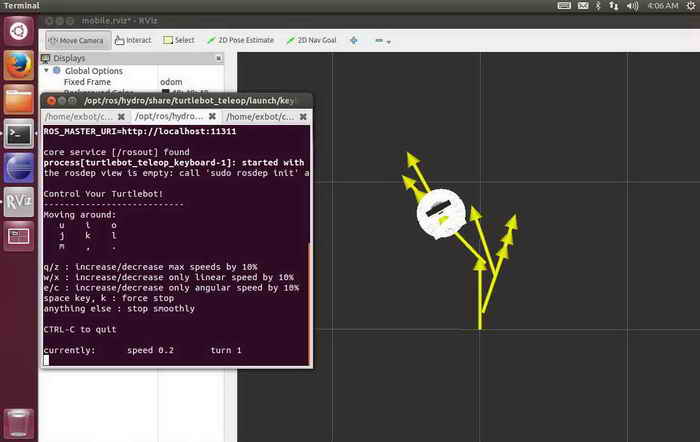 Terminal
4:06 AM
mobile.rviz* - RViz
Move Camera Interact Select 2D Pose Estimate 2D Nav Goal
Displays
Global Options
Fixed Frame odom
/opt/ros/hydro/share/turtlebot_teleop/launch/key
/home/exbot/c... /opt/ros/hydro... /home/exbot/c...
ROS_MASTER_URI=http://localhost:11311
core service [/rosout] found
process[turtlebot_teleop_keyboard-1]: started with
the rosdep view is empty: call 'sudo rosdep init' a
Control Your Turtlebot!
---------------------------
Moving around:
u i o
j k l
m , .
q/z : increase/decrease max speeds by 10%
w/x : increase/decrease only linear speed by 10%
e/c : increase/decrease only angular speed by 10%
space key, k : force stop
anything else : stop smoothly
CTRL-C to quit
currently: speed 0.2 turn 1
RViz